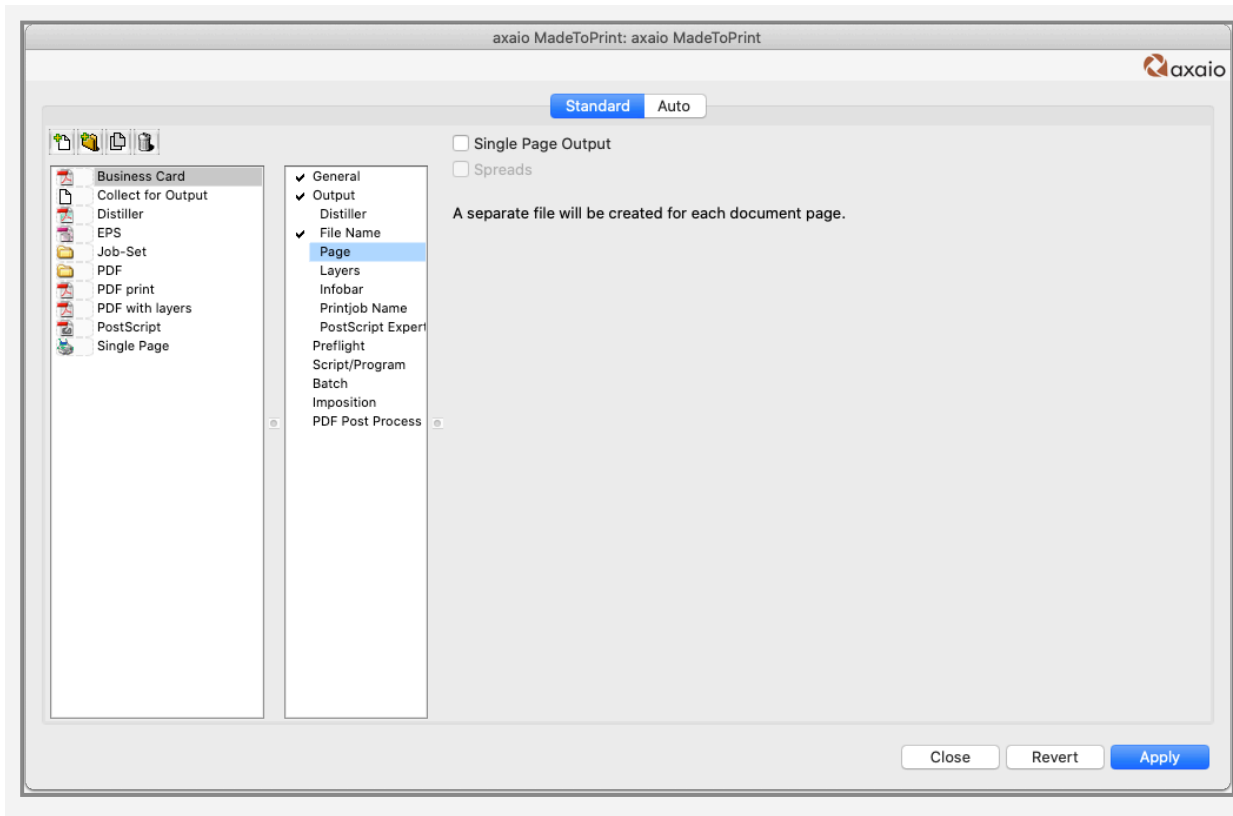 axaio MadeToPrint: axaio MadeToPrint
axaio
Standard
Auto
Single Page Output
Spreads
A separate file will be created for each document page.
Business Card
Collect for Output
Distiller
EPS
Job-Set
PDF
PDF print
PDF with layers
PostScript
Single Page
General
Output
Distiller
File Name
Page
Layers
Infobar
Printjob Name
PostScript Expert
Preflight
Script/Program
Batch
Imposition
PDF Post Process
Close
Revert
Apply